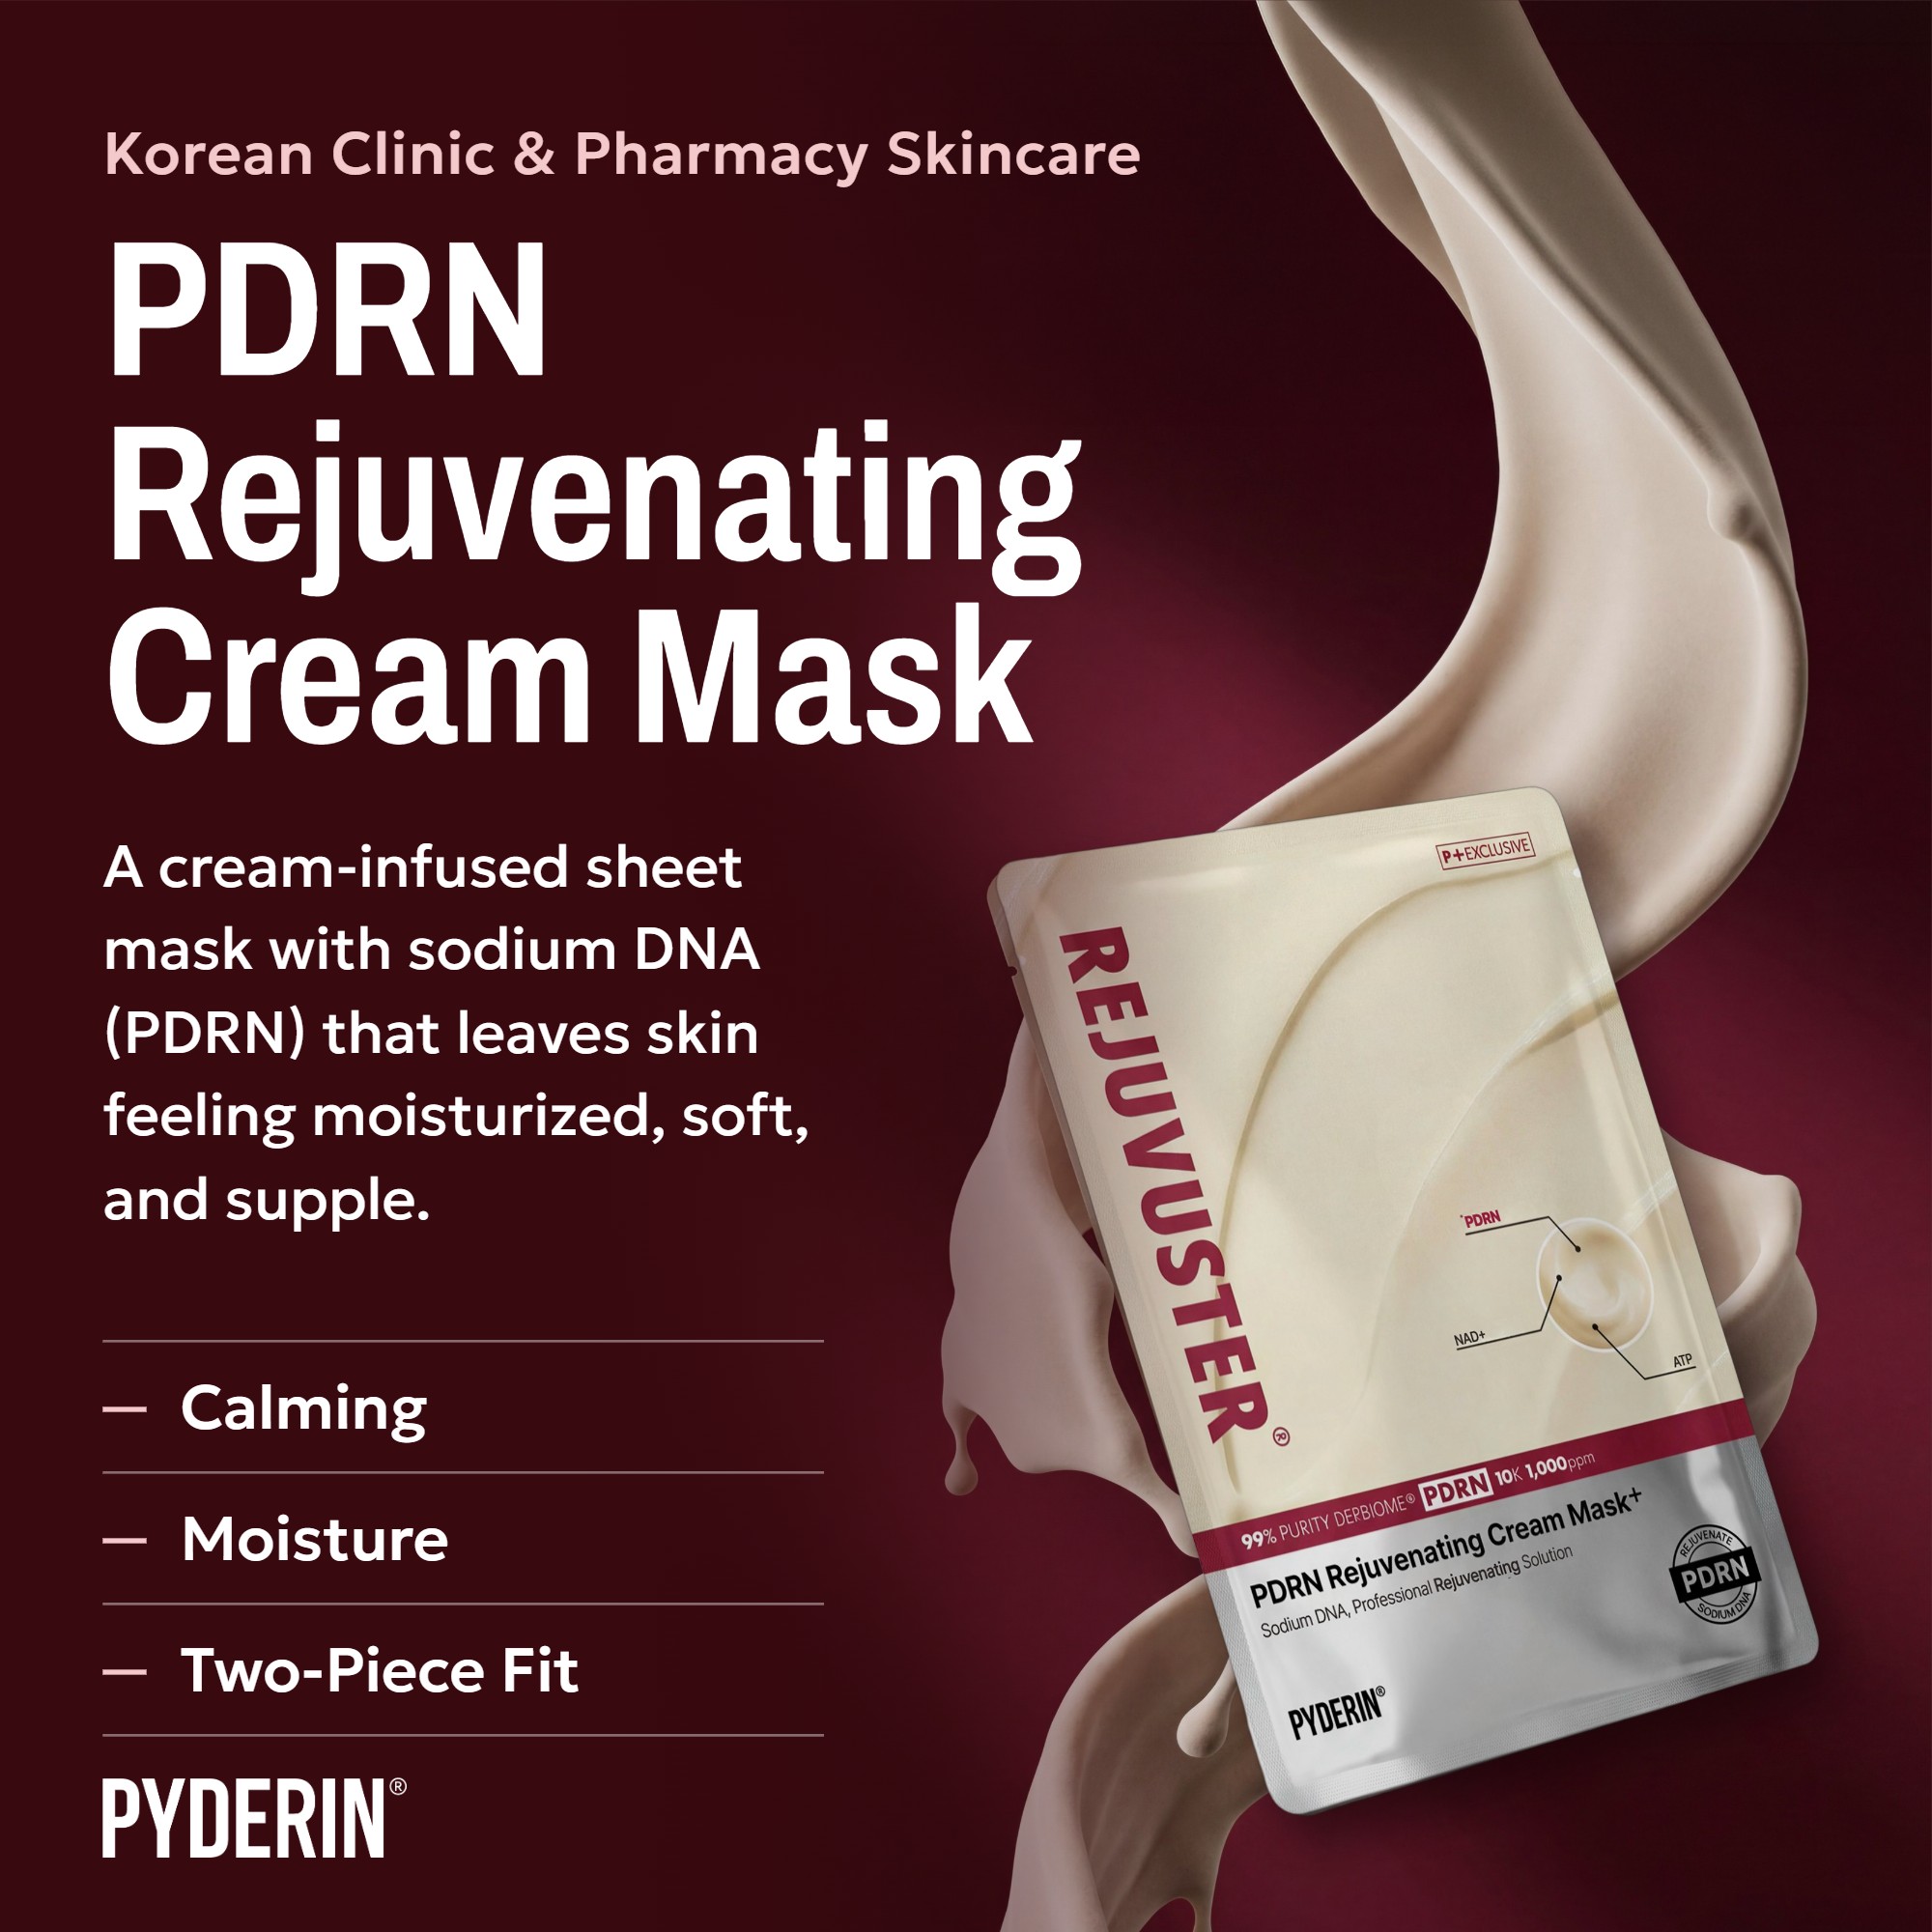 Korean Clinic & Pharmacy Skincare
PDRN
Rejuvenating
Cream Mask
A cream-infused sheet
mask with sodium DNA
(PDRN) that leaves skin
feeling moisturized, soft,
and supple.
— Calming
— Moisture
— Two-Piece Fit
PYDERIN®
P+EXCLUSIVE
REJUVUSTER®
*PDRN
NAD+
ATP
99% PURITY DERBIOME® PDRN 10K 1,000ppm
PDRN Rejuvenating Cream Mask+
Sodium DNA, Professional Rejuvenating Solution
REJUVENATE
PDRN
SODIUM DNA
PYDERIN®